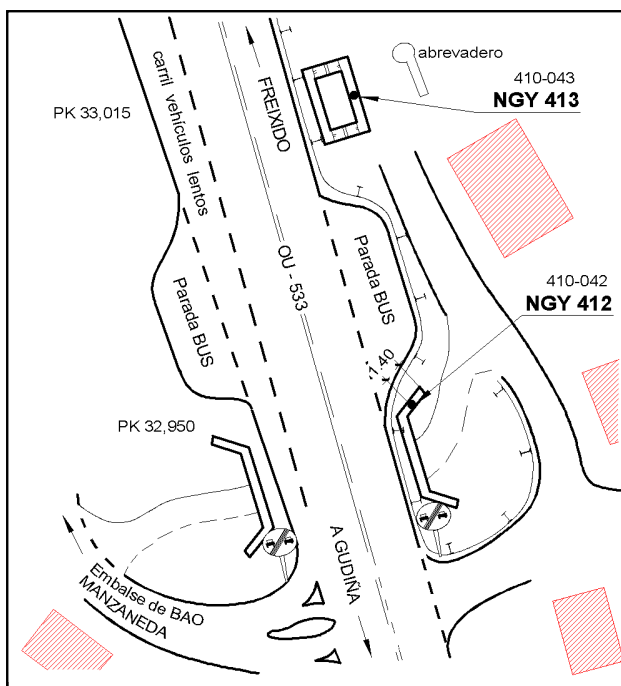 abrevadero
410-043
NGY 413
PK 33,015
carril vehículos lentos
FREIXIDO
OU - 533
Parada BUS
Parada BUS
410-042
NGY 412
1.40
PK 32,950
A GUDIÑA
Embalse de BAO
MANZANEDA